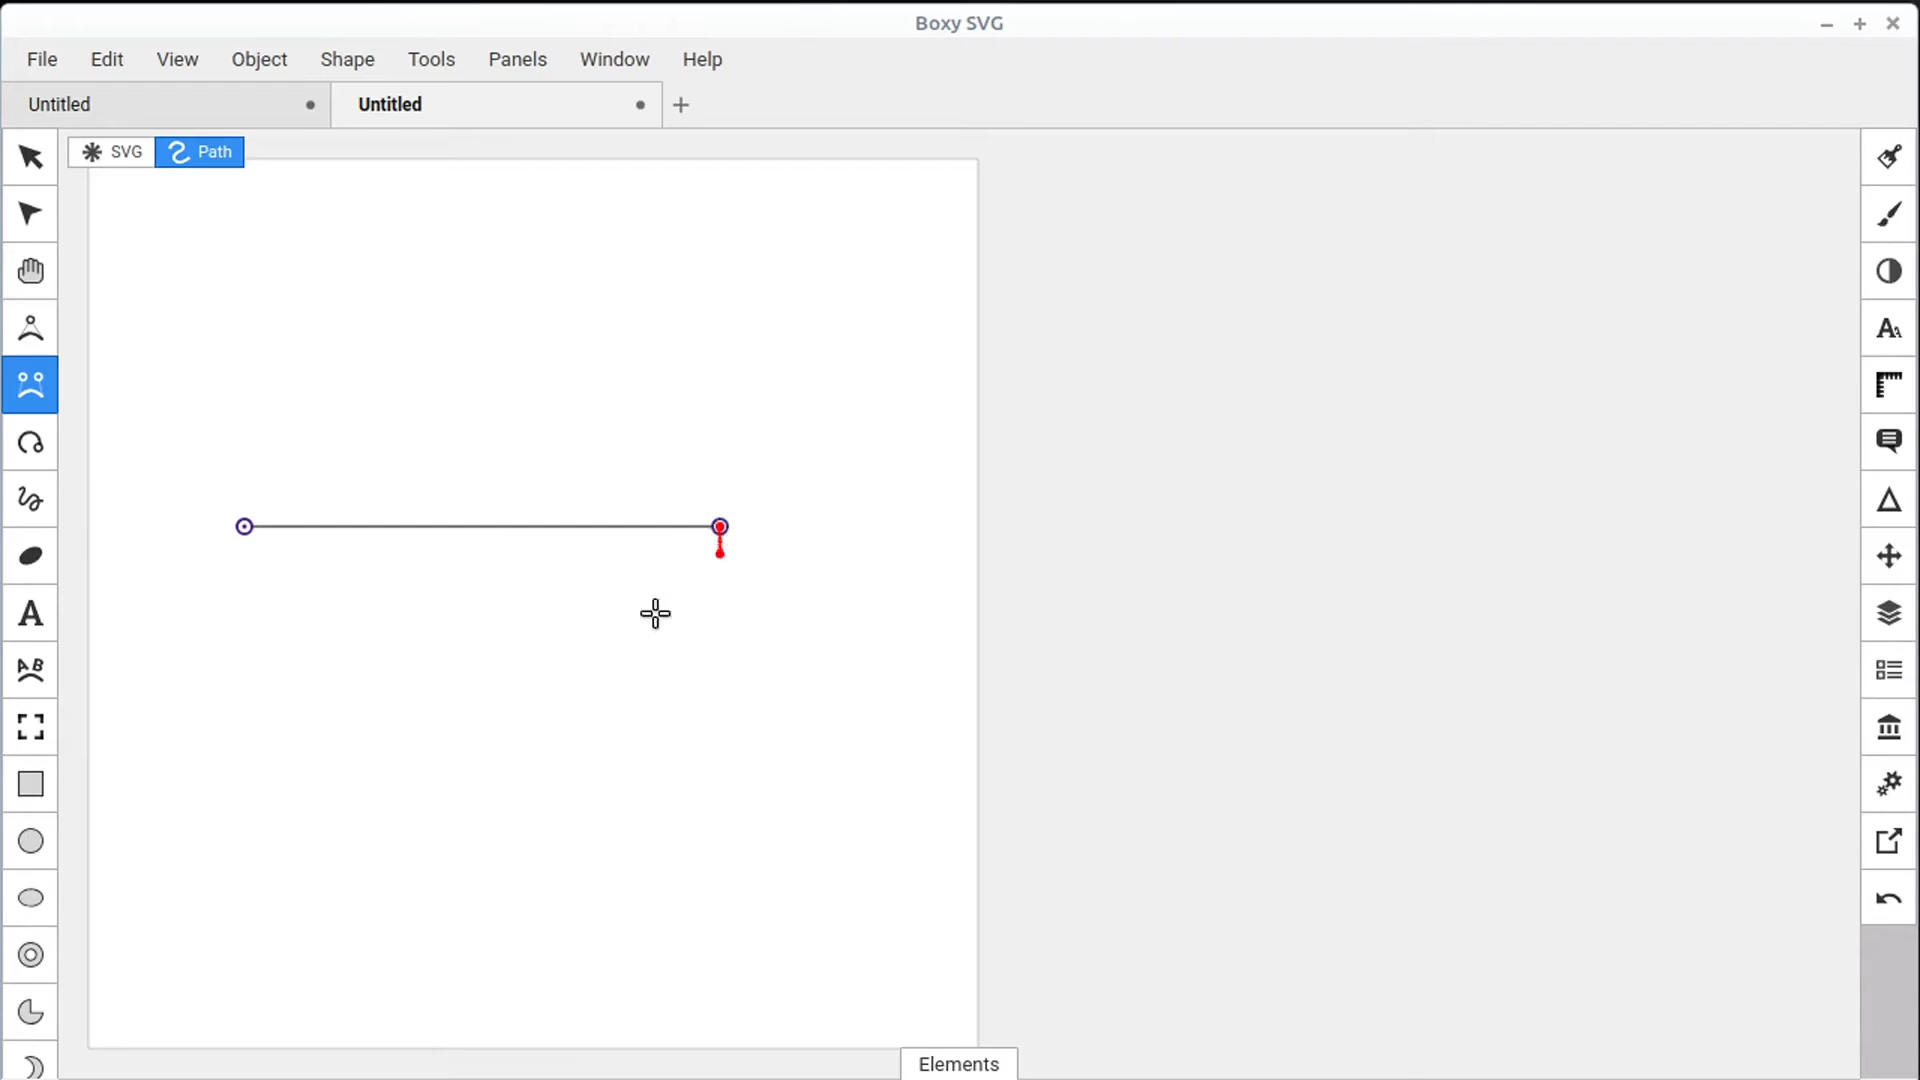 Boxy SVG
File Edit View Object Shape Tools Panels Window Help
Untitled Untitled
SVG Path
Elements